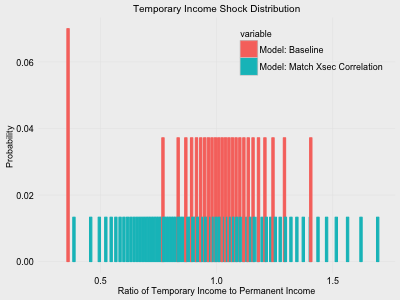 Temporary Income Shock Distribution
variable
Model: Baseline
Model: Match Xsec Correlation
Probability
0.06
0.04
0.02
0.00
0.5 1.0 1.5
Ratio of Temporary Income to Permanent Income